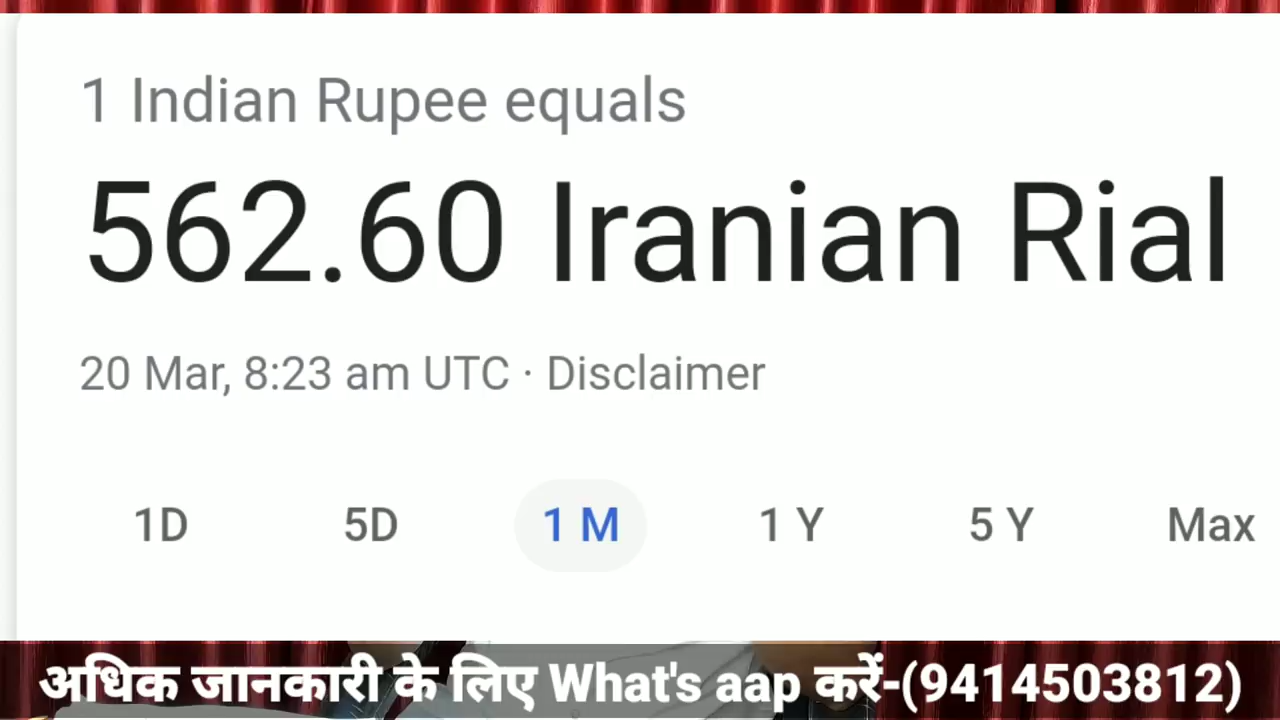 1 Indian Rupee equals
562.60 Iranian Rial
20 Mar, 8:23 am UTC · Disclaimer
1D 5D 1 M 1 Y 5 Y Max
अधिक जानकारी के लिए What's aap करें-(9414503812)